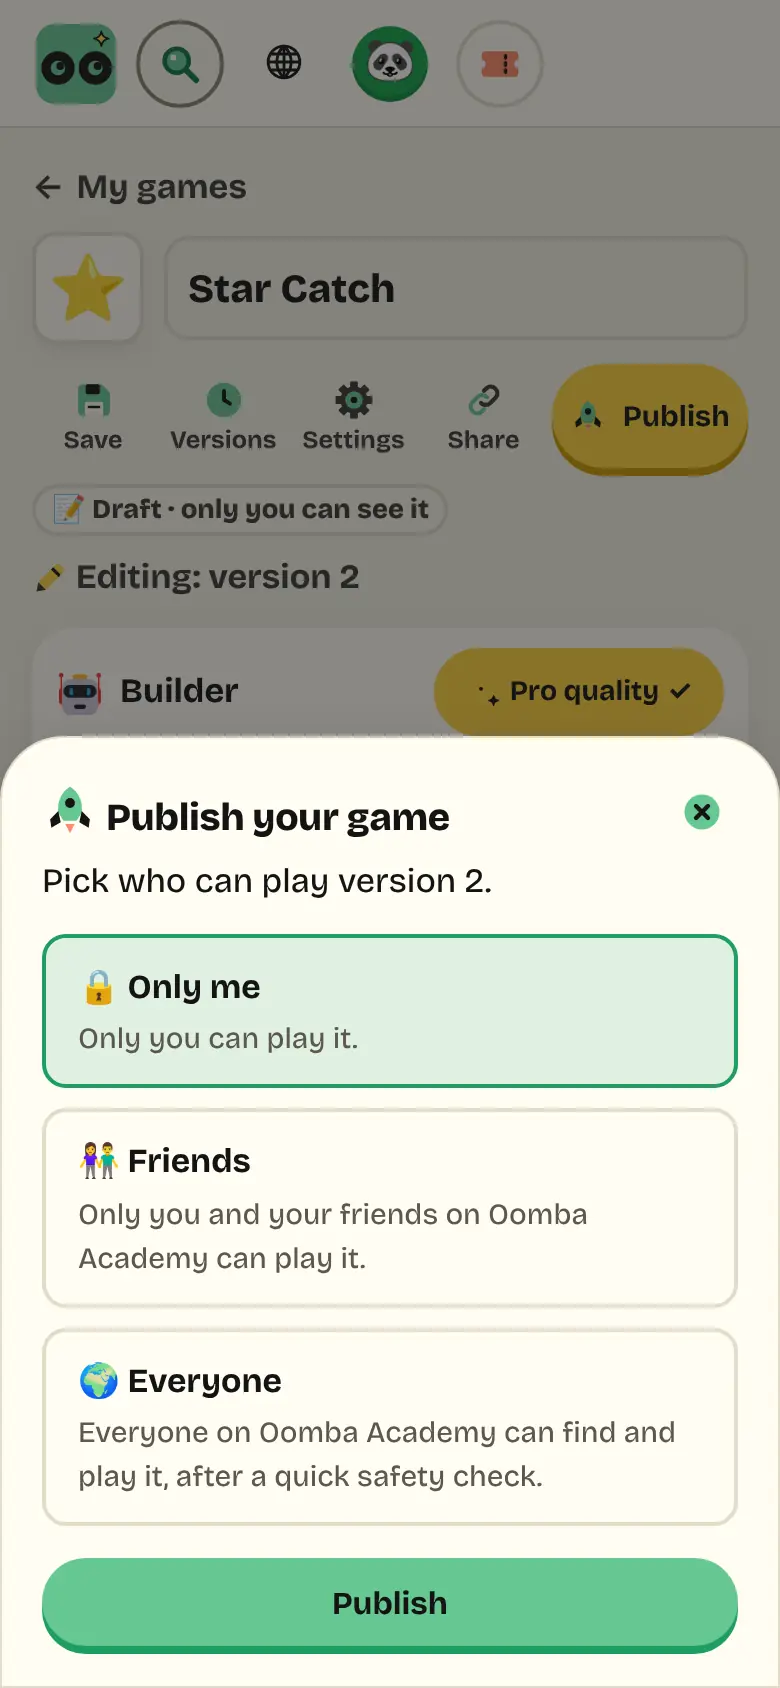 My games
Star Catch
Save
Versions
Settings
Share
Publish
Draft · only you can see it
Editing: version 2
Builder
Pro quality
Publish your game
Pick who can play version 2.
Only me
Only you can play it.
Friends
Only you and your friends on Oomba
Academy can play it.
Everyone
Everyone on Oomba Academy can find and
play it, after a quick safety check.
Publish